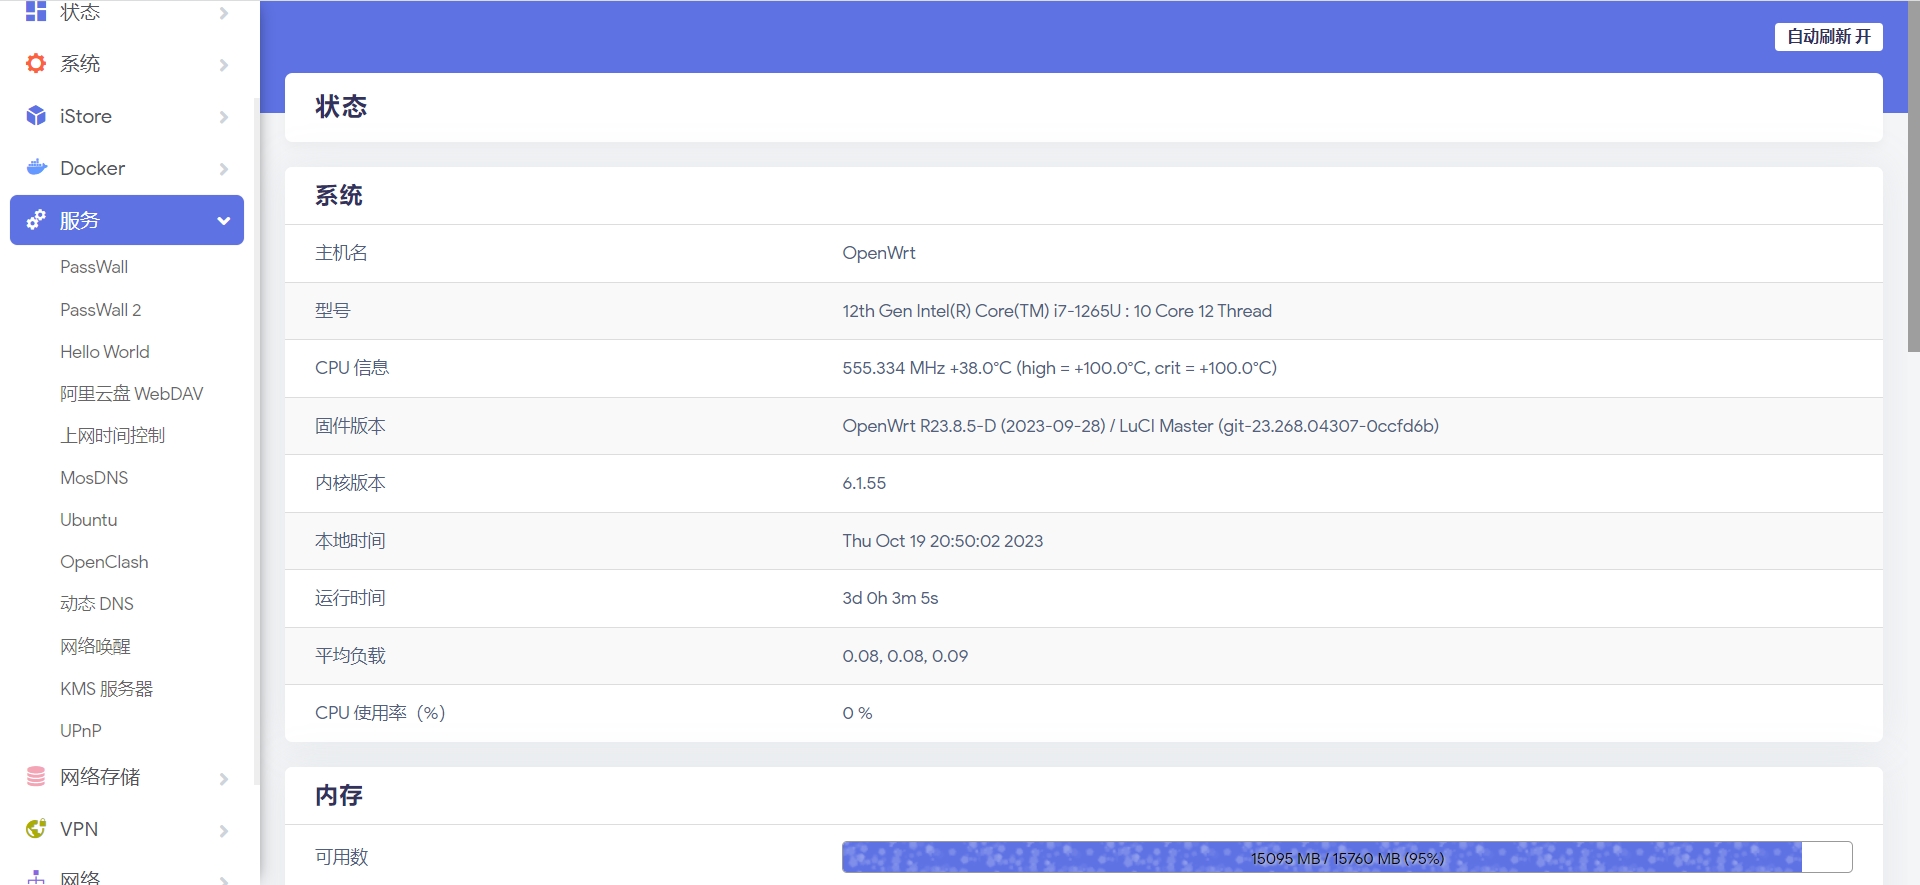 状态
系统
iStore
Docker
服务
PassWall
PassWall 2
Hello World
阿里云盘 WebDAV
上网时间控制
MosDNS
Ubuntu
OpenClash
动态 DNS
网络唤醒
KMS 服务器
UPnP
网络存储
VPN
网络
自动刷新 开
状态
系统
主机名 OpenWrt
型号 12th Gen Intel(R) Core(TM) i7-1265U : 10 Core 12 Thread
CPU 信息 555.334 MHz +38.0°C (high = +100.0°C, crit = +100.0°C)
固件版本 OpenWrt R23.8.5-D (2023-09-28) / LuCI Master (git-23.268.04307-0ccfd6b)
内核版本 6.1.55
本地时间 Thu Oct 19 20:50:02 2023
运行时间 3d 0h 3m 5s
平均负载 0.08, 0.08, 0.09
CPU 使用率（%） 0 %
内存
可用数 15095 MB / 15760 MB (95%)